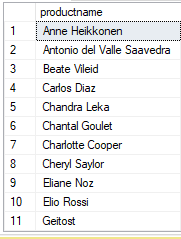 productname
1 Anne Heikkonen
2 Antonio del Valle Saavedra
3 Beate Vileid
4 Carlos Diaz
5 Chandra Leka
6 Chantal Goulet
7 Charlotte Cooper
8 Cheryl Saylor
9 Eliane Noz
10 Elio Rossi
11 Geitost